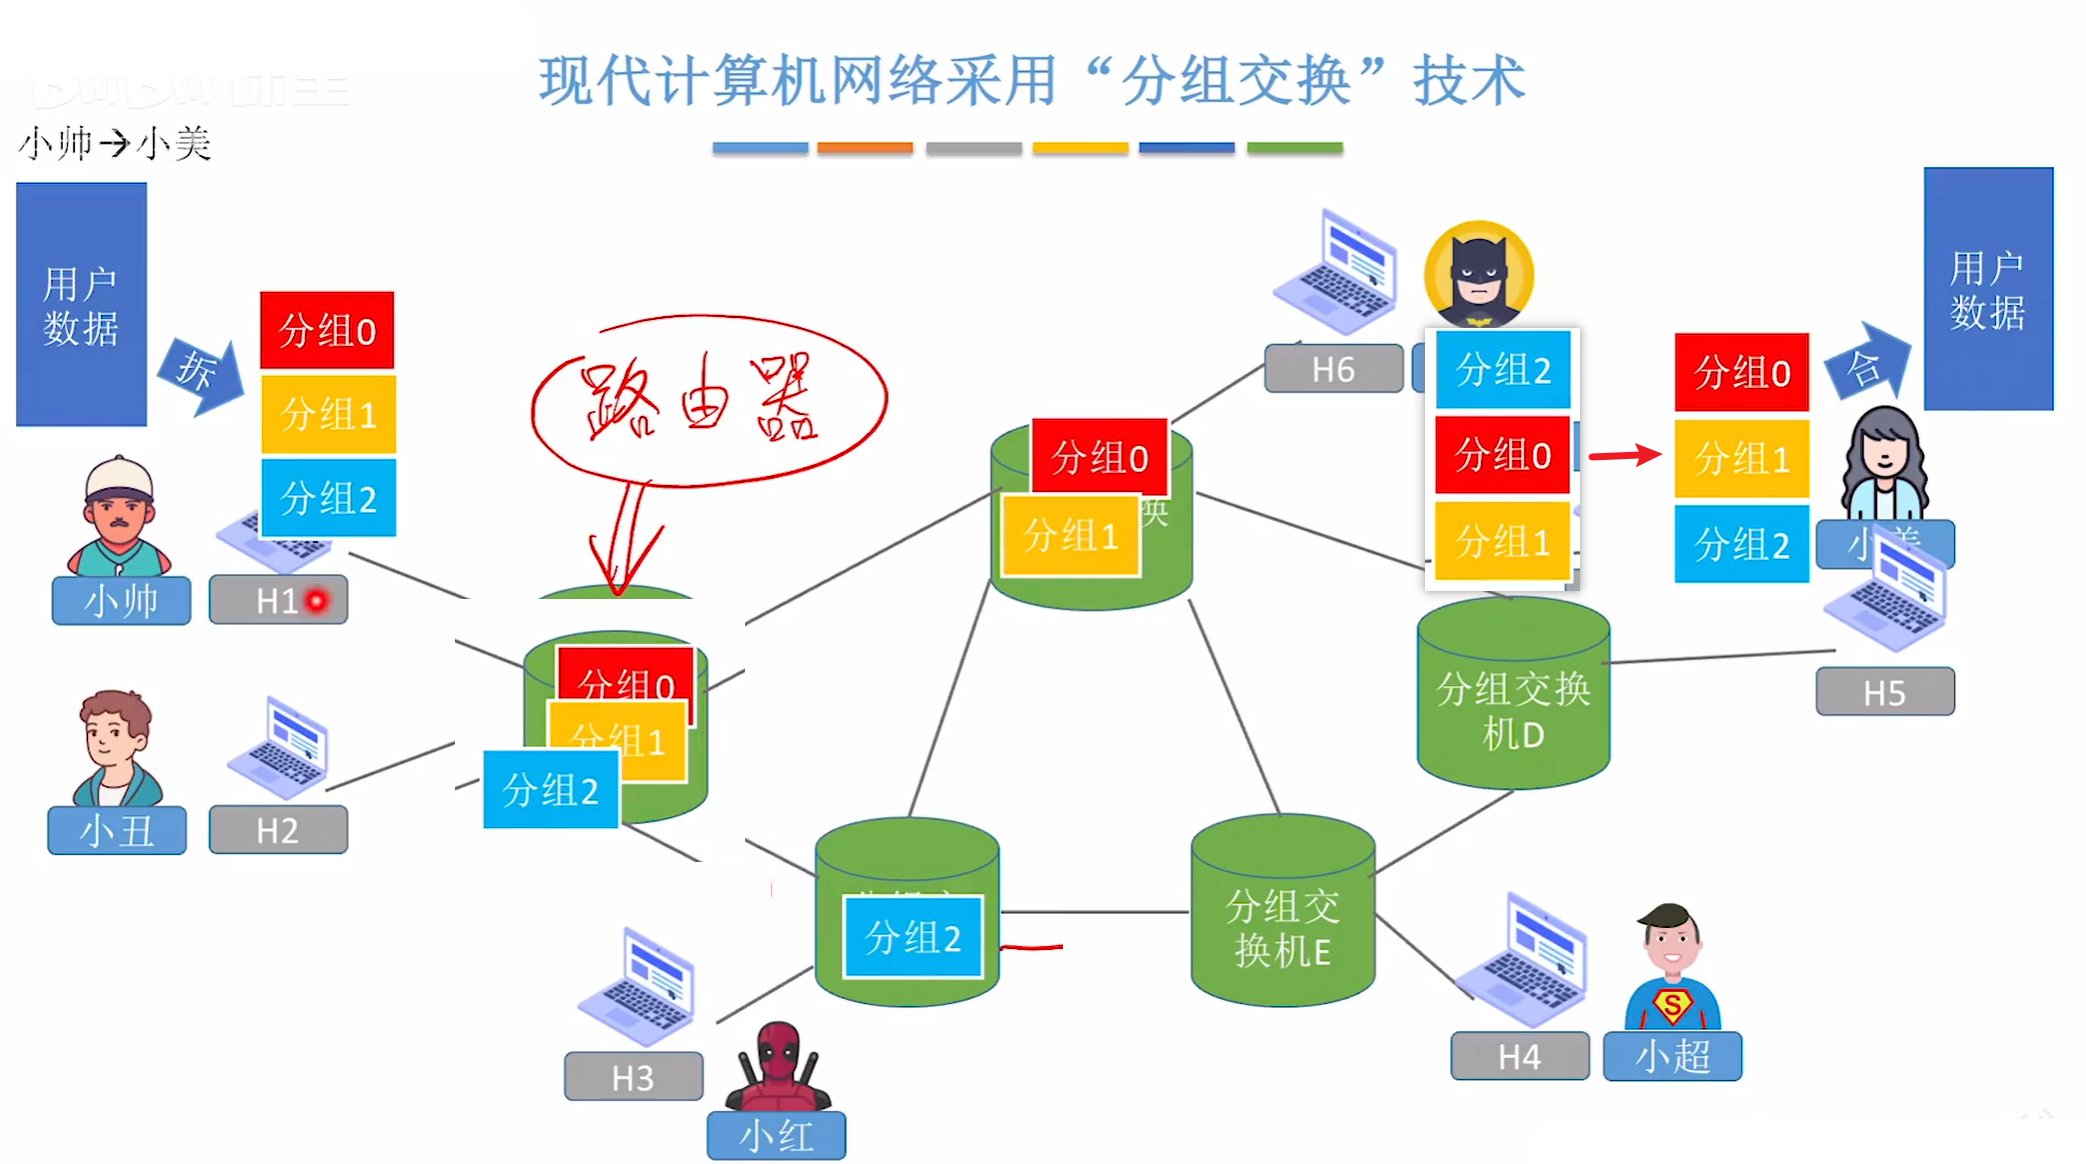 现代计算机网络采用“分组交换”技术
小帅→小美
用户
数据
拆
分组0
分组1
分组2
小帅
H1
路由器
分组0
分组1
分组2
小丑
H2
分组0
换
分组1
H6
分组2
分组0
分组1
分组0
分组1
分组2
合
用户
数据
小美
H5
分组交换
机D
分组2
分组交
换机E
H3
小红
H4
S
小超